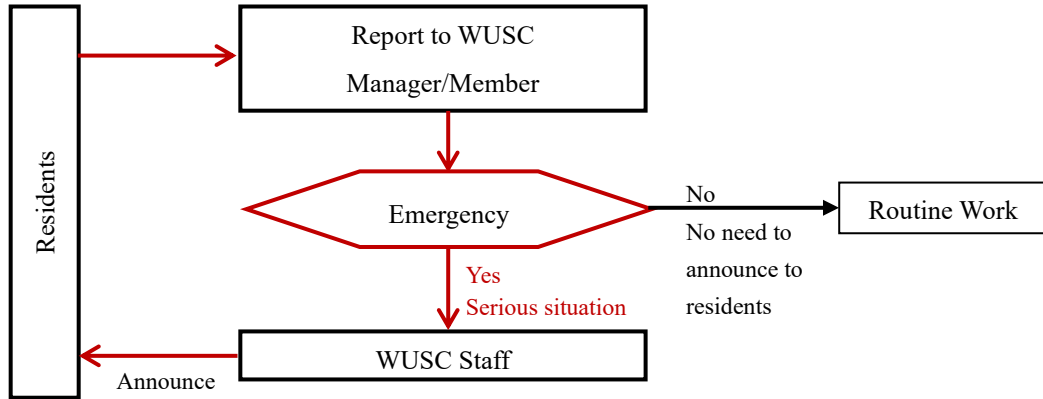 Report to WUSC
Manager/Member
Residents
Emergency
No
No need to
announce to
residents
Routine Work
Yes
Serious situation
WUSC Staff
Announce